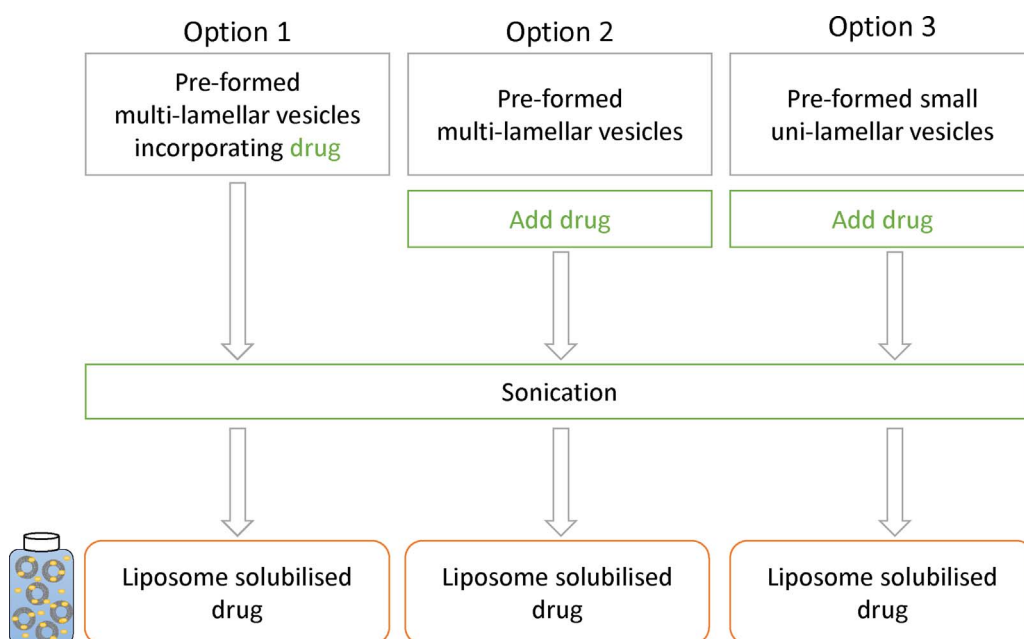 Option 1
Option 2
Option 3
Pre-formed
multi-lamellar vesicles
incorporating drug
Pre-formed
multi-lamellar vesicles
Pre-formed small
uni-lamellar vesicles
Add drug
Add drug
Sonication
Liposome solubilised
drug
Liposome solubilised
drug
Liposome solubilised
drug